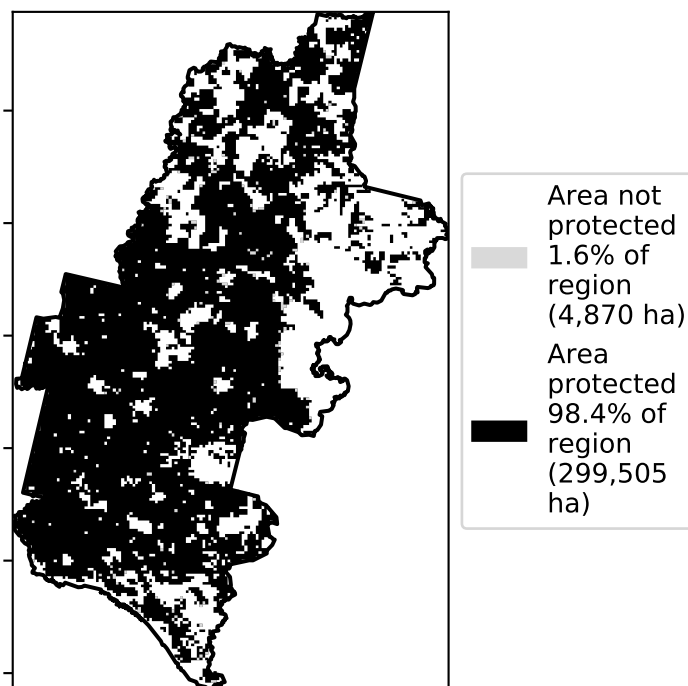 Area not
protected
1.6% of
region
(4,870 ha)
Area
protected
98.4% of
region
(299,505
ha)